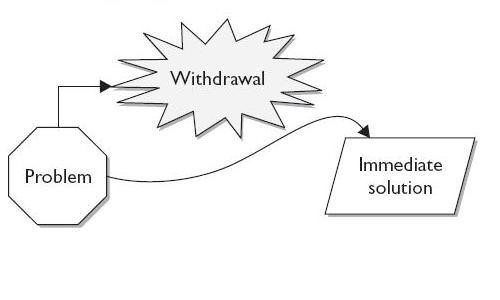 Withdrawal
Problem
Immediate
solution